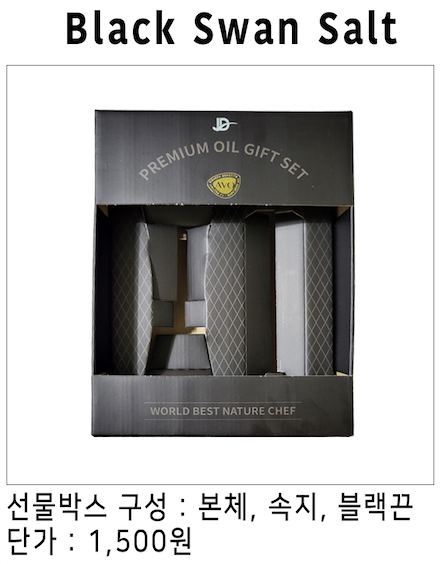 Black Swan Salt
JD
PREMIUM OIL GIFT SET
AVO
WORLD BEST NATURE CHEF
선물박스 구성 : 본체, 속지, 블랙끈
단가 : 1,500원